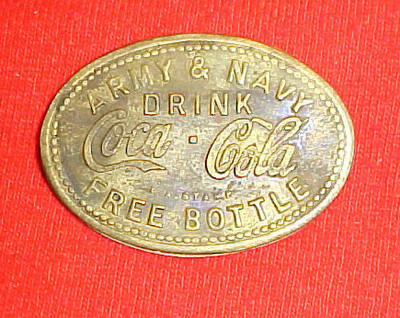 ARMY & NAVY
DRINK
Coca-Cola
FREE BOTTLE